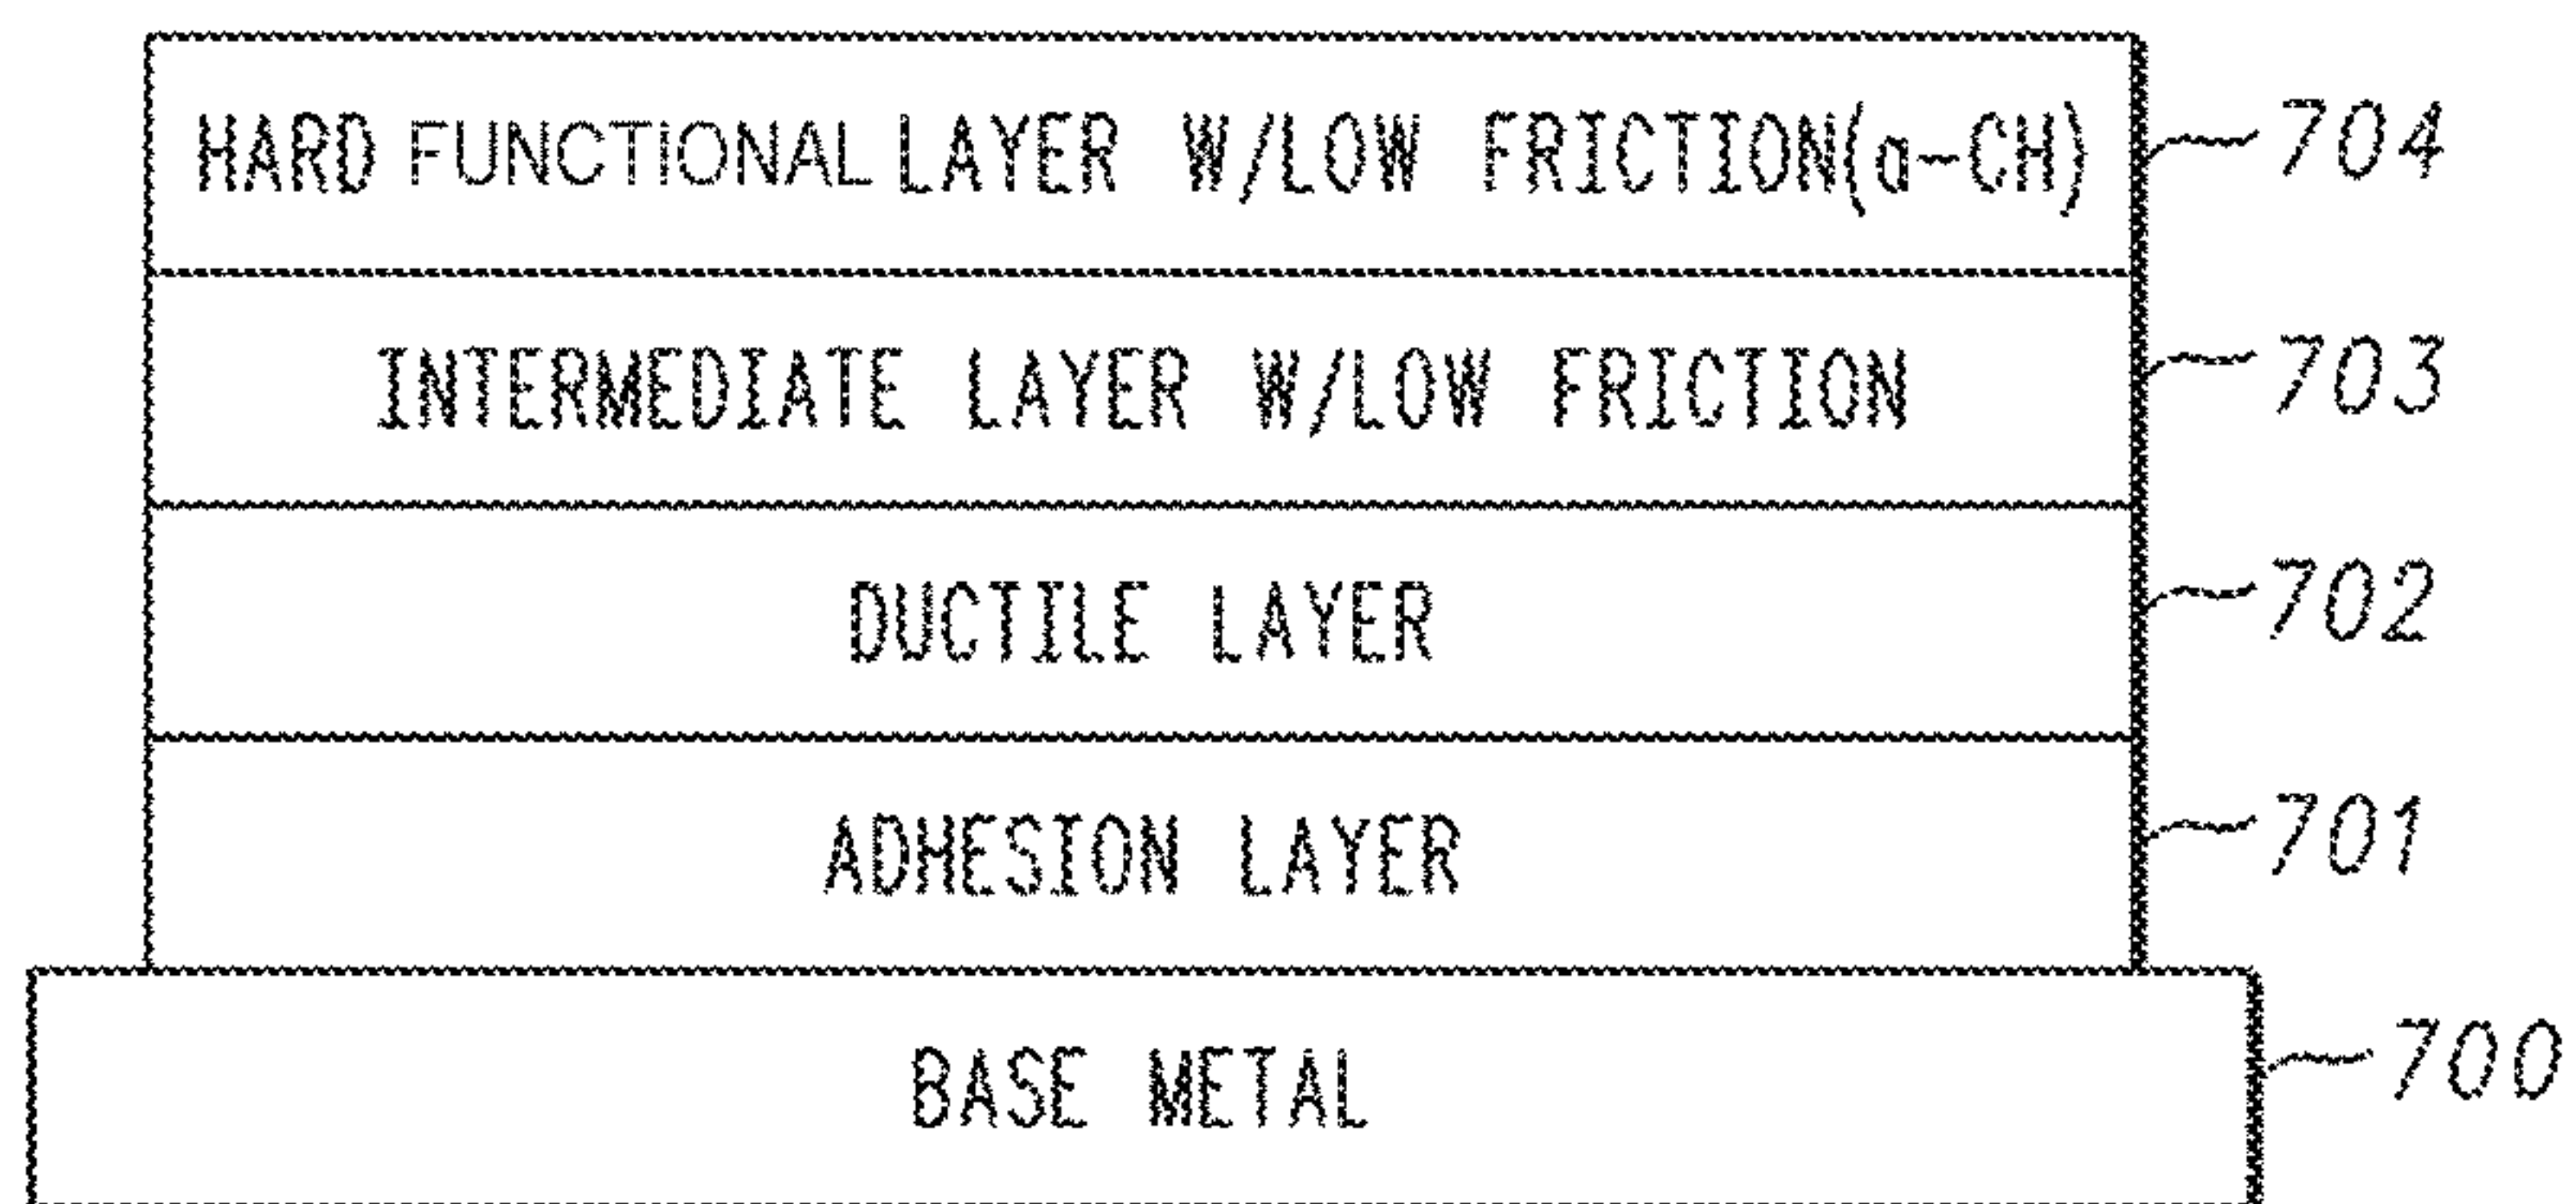 HARD FUNCTIONAL LAYER W/LOW FRICTION(a-CH) 704
INTERMEDIATE LAYER W/LOW FRICTION 703
DUCTILE LAYER 702
ADHESION LAYER 701
BASE METAL 700